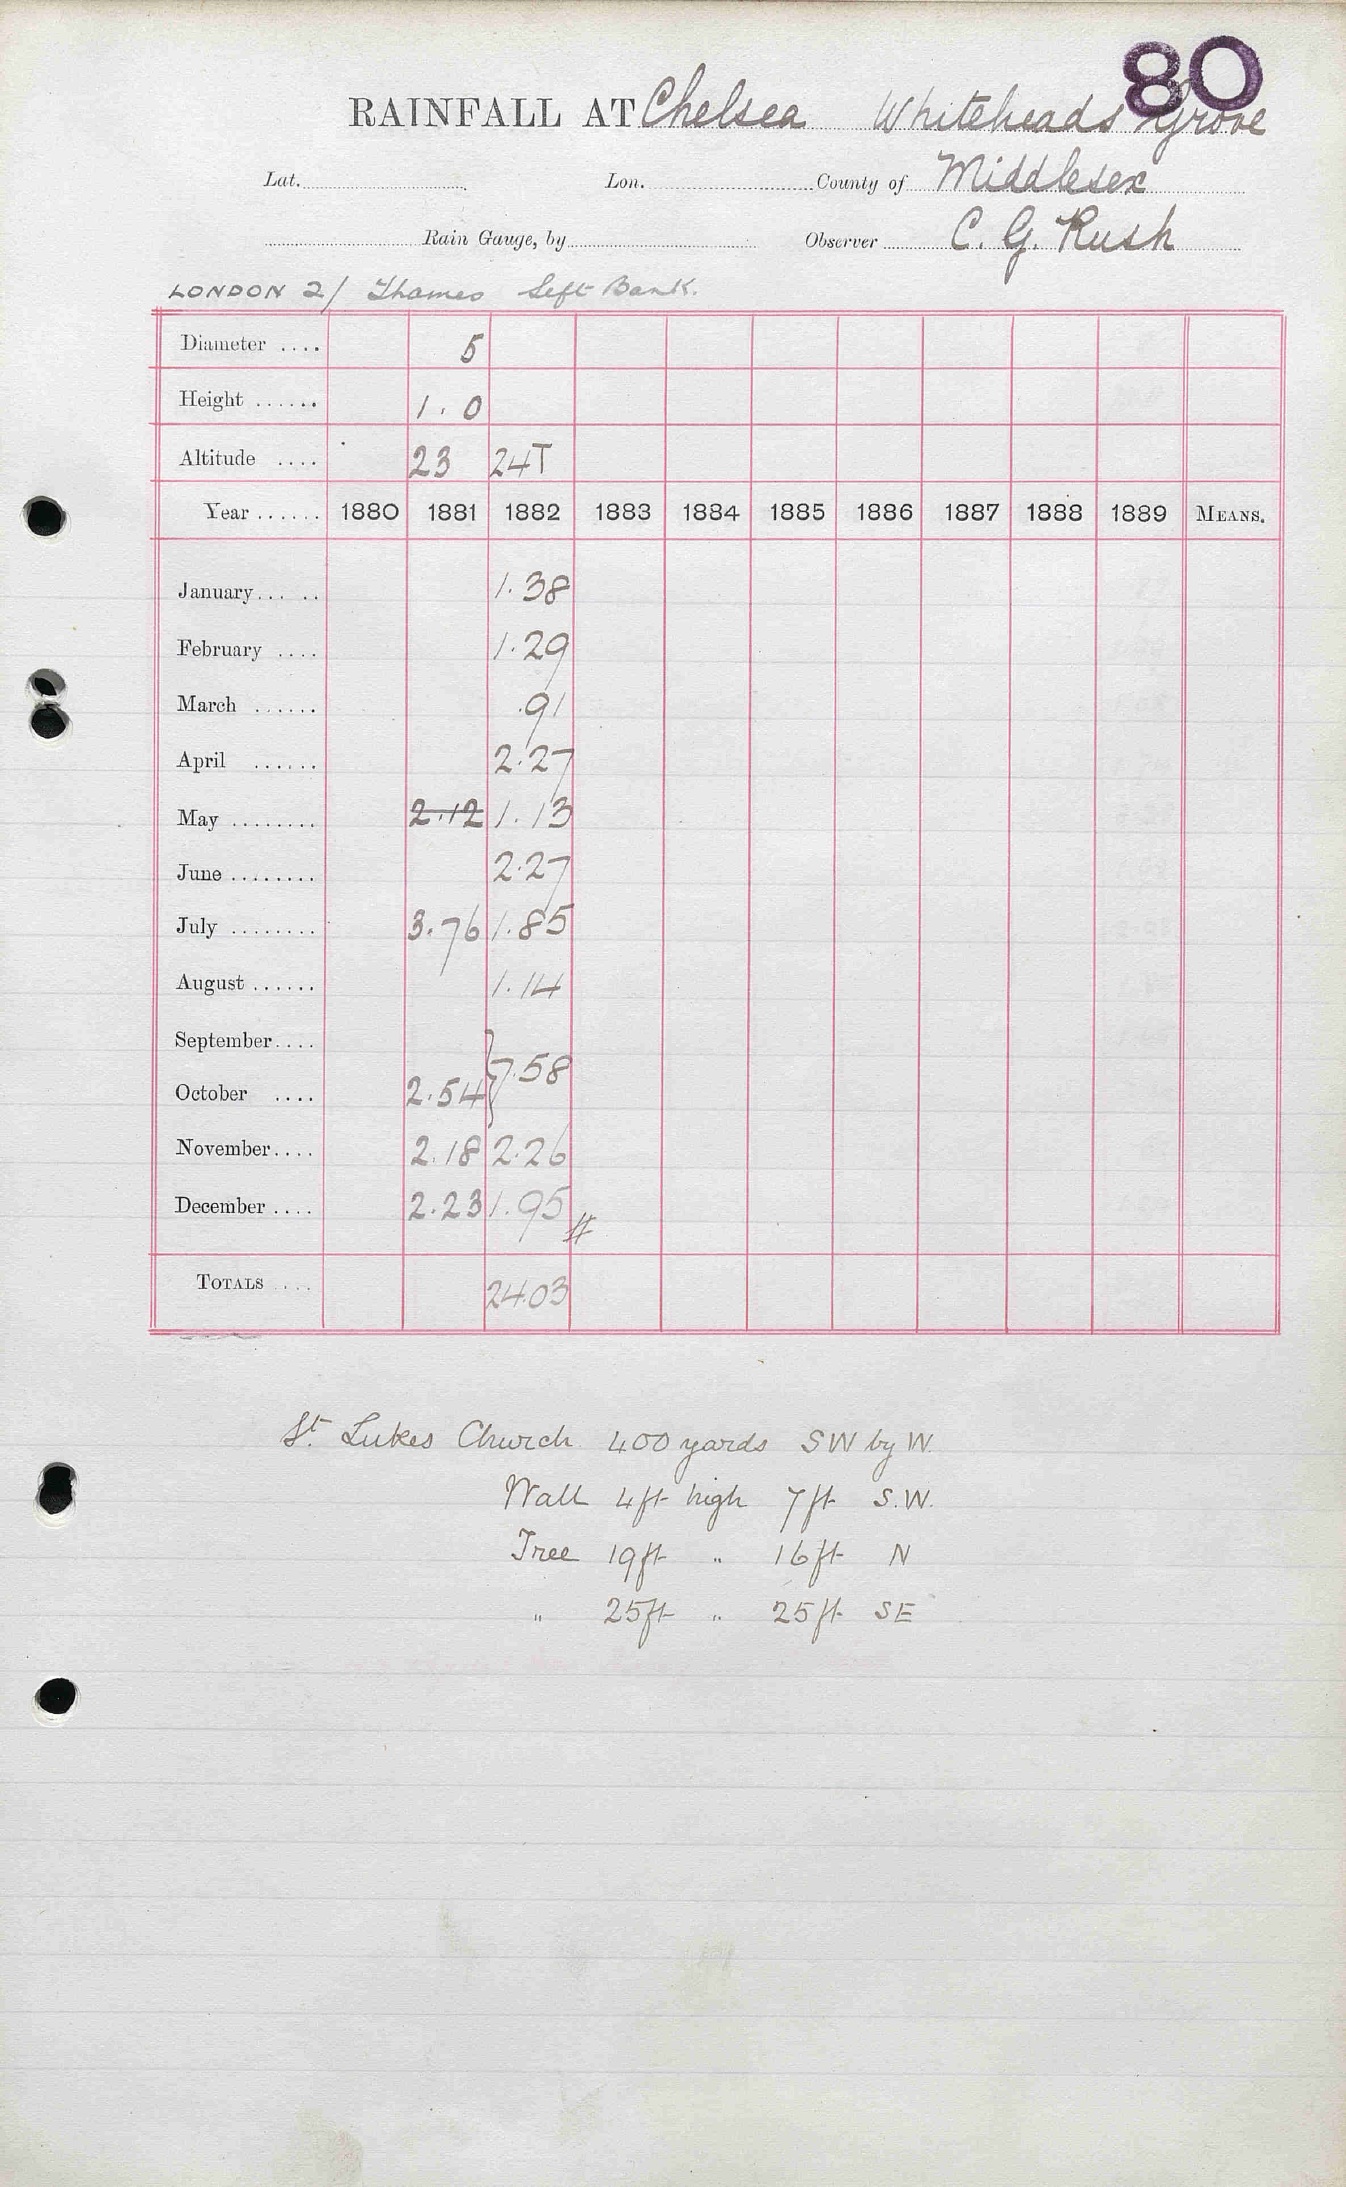 80
RAINFALL AT Chelsea Whiteheads Grove
Lat. Lon. County of Middlesex
Rain Gauge, by Observer C. G. Rush
LONDON 2/ Thames Left Bank.
Diameter .... 5
Height ...... 1.0
Altitude .... 23 24T
Year ...... 1880 1881 1882 1883 1884 1885 1886 1887 1888 1889 MEANS.
January ..... 1.38
February .... 1.29
March ...... .91
April ...... 2.27
May ........ 2.12 1.13
June ........ 2.27
July ........ 3.76 1.85
August ...... 1.14
September.... } 7.58
October .... 2.54
November.... 2.18 2.26
December .... 2.23 1.95 #
TOTALS .... 24.03
St. Lukes Church 400 yards SW by W.
Wall 4ft high 7ft S.W.
Tree 19ft " 16ft N
" 25ft " 25ft SE